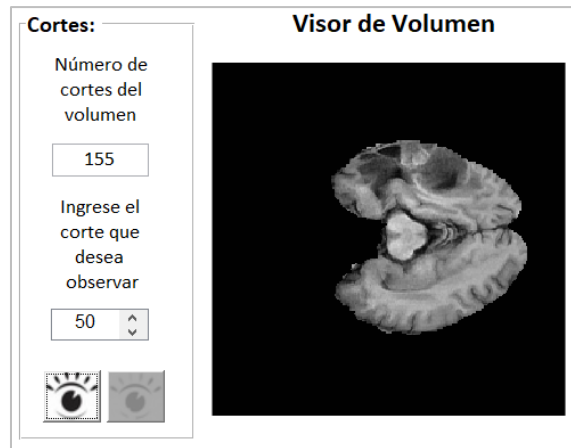 Cortes:
Visor de Volumen
Número de
cortes del
volumen
155
Ingrese el
corte que
desea
observar
50